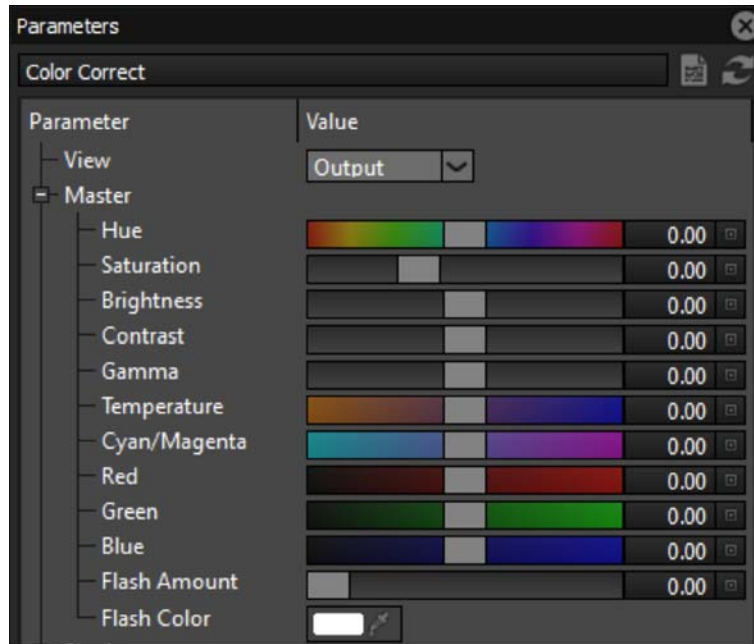 Parameters
Color Correct
Parameter Value
View Output
Master
Hue 0.00
Saturation 0.00
Brightness 0.00
Contrast 0.00
Gamma 0.00
Temperature 0.00
Cyan/Magenta 0.00
Red 0.00
Green 0.00
Blue 0.00
Flash Amount 0.00
Flash Color